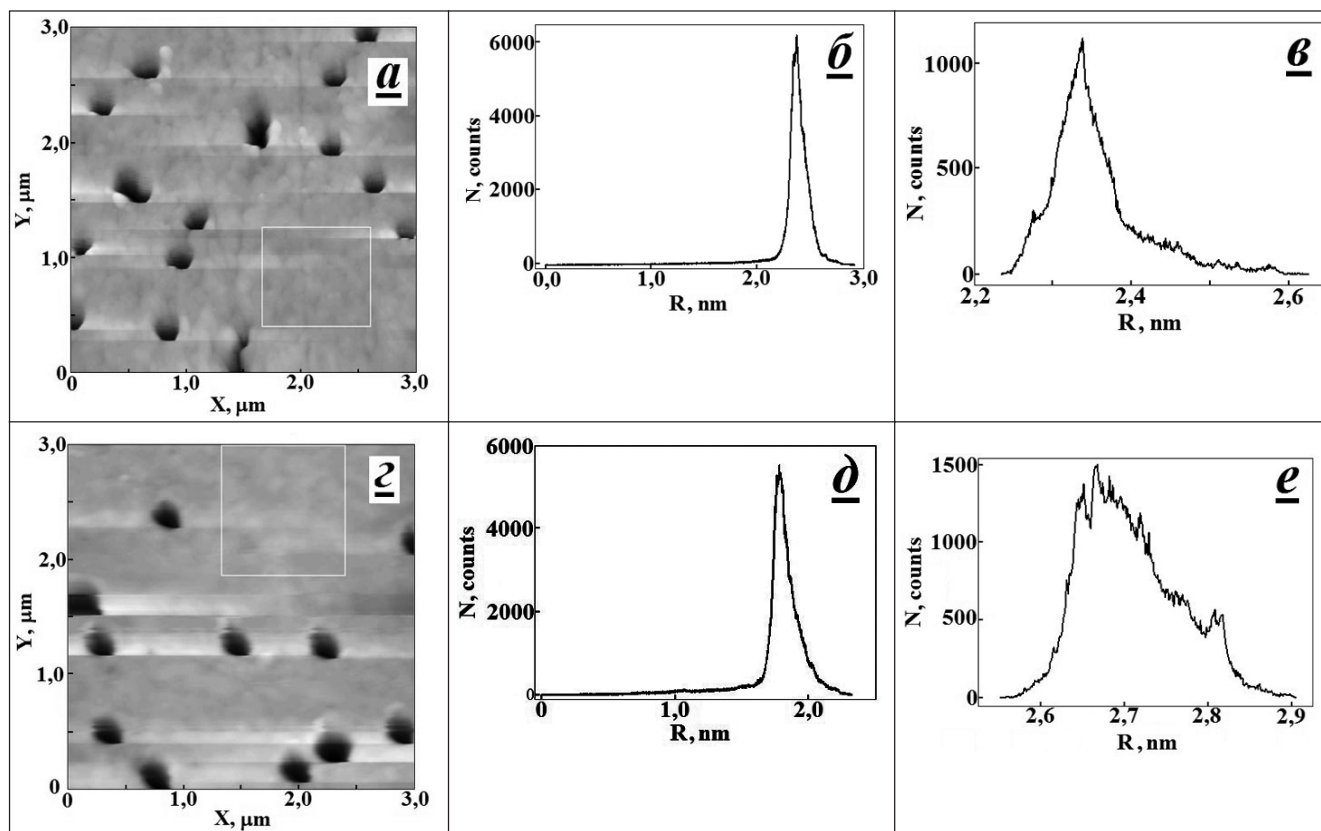 3,0
2,0
1,0
0
Y, μm
0
1,0
2,0
3,0
X, μm
а
6000
4000
2000
0
N, counts
0,0
1,0
2,0
3,0
R, nm
б
1000
500
0
N, counts
2,2
2,4
2,6
R, nm
в
3,0
2,0
1,0
0
Y, μm
0
1,0
2,0
3,0
X, μm
г
6000
4000
2000
0
N, counts
0
1,0
2,0
R, nm
д
1500
1000
500
0
N, counts
2,6
2,7
2,8
2,9
R, nm
е